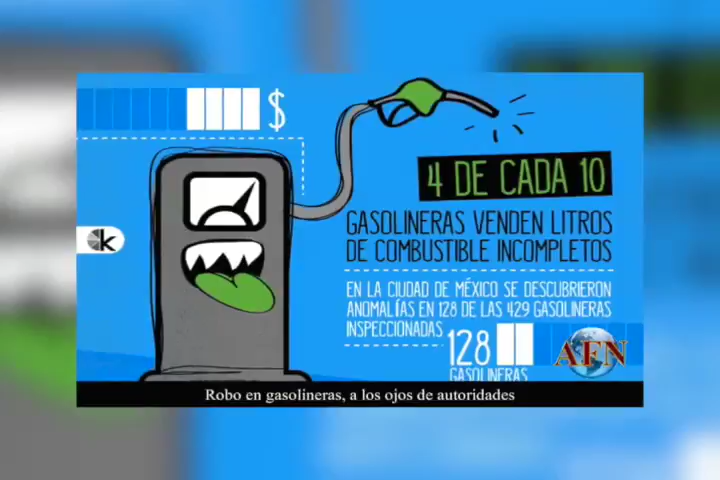 $
4 DE CADA 10
GASOLINERAS VENDEN LITROS
DE COMBUSTIBLE INCOMPLETOS
EN LA CIUDAD DE MÉXICO SE DESCUBRIERON
ANOMALÍAS EN 128 DE LAS 429 GASOLINERAS
INSPECCIONADAS
k
128
GASOLINERAS
AFN
Robo en gasolineras, a los ojos de autoridades